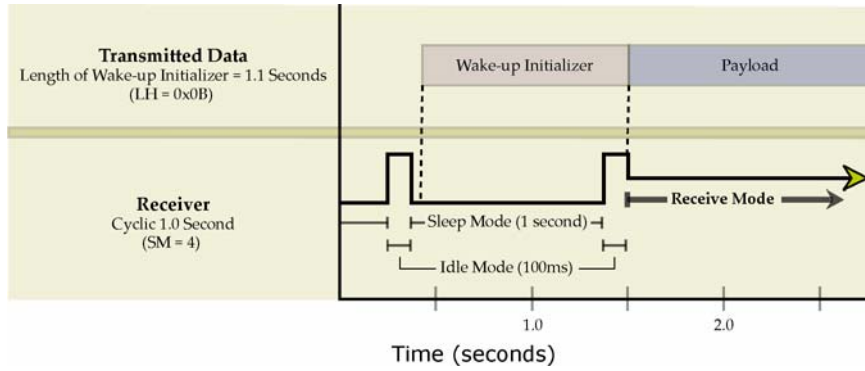 Transmitted Data
Length of Wake-up Initializer = 1.1 Seconds
(LH = 0x0B)
Wake-up Initializer
Payload
Receiver
Cyclic 1.0 Second
(SM = 4)
Receive Mode
Sleep Mode (1 second)
Idle Mode (100ms)
1.0
2.0
Time (seconds)